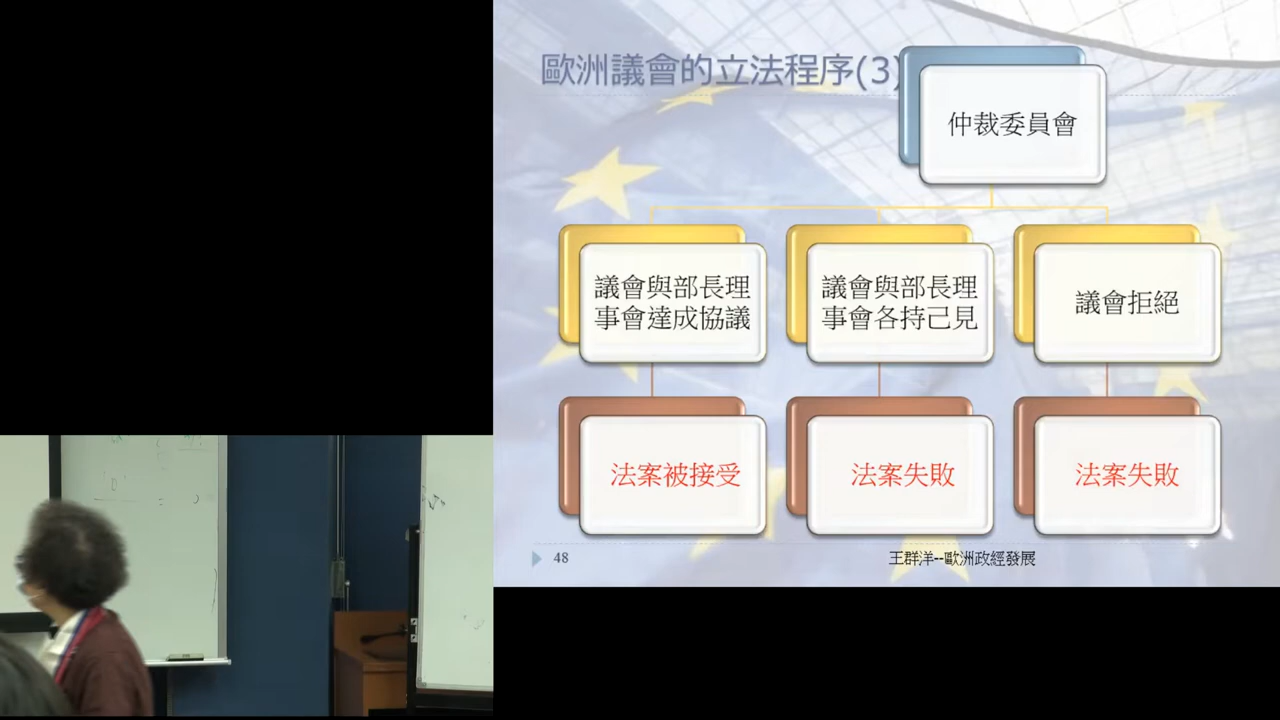 歐洲議會的立法程序(3)
仲裁委員會
議會與部長理
事會達成協議
議會與部長理
事會各持己見
議會拒絕
法案被接受
法案失敗
法案失敗
48
王群洋--歐洲政經發展